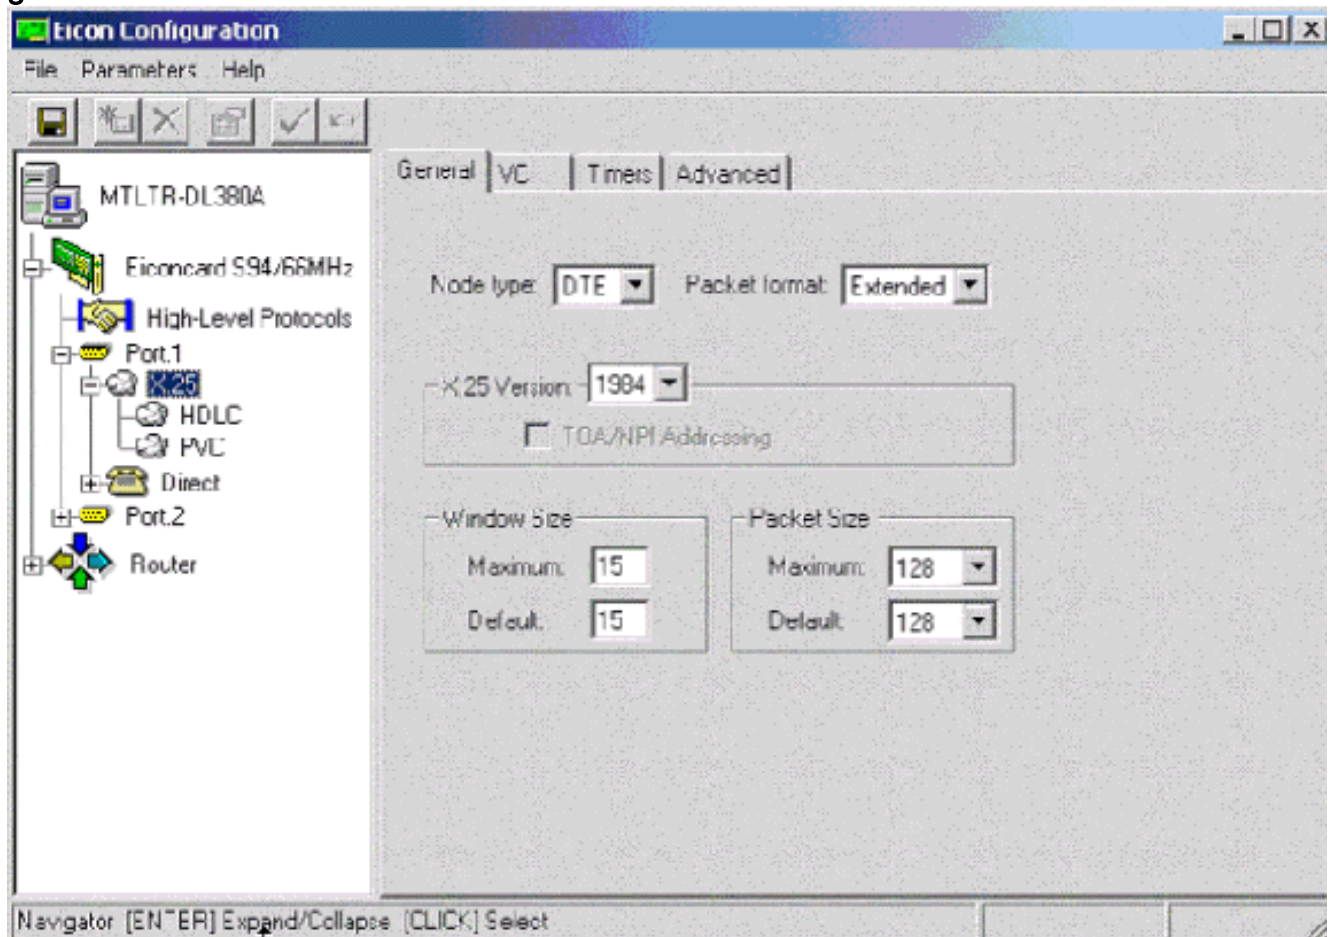 Eicon Configuration
File Parameters Help
MTLTR-DL380A
Eiconcard S94/66MHz
High-Level Protocols
Port.1
X.25
HDLC
PVC
Direct
Port.2
Router
General VC Timers Advanced
Node type: DTE Packet format: Extended
X.25 Version: 1984
TOA/NPI Addressing
Window Size
Maximum: 15
Default: 15
Packet Size
Maximum: 128
Default: 128
Navigator [ENTER] Expand/Collapse [CLICK] Select